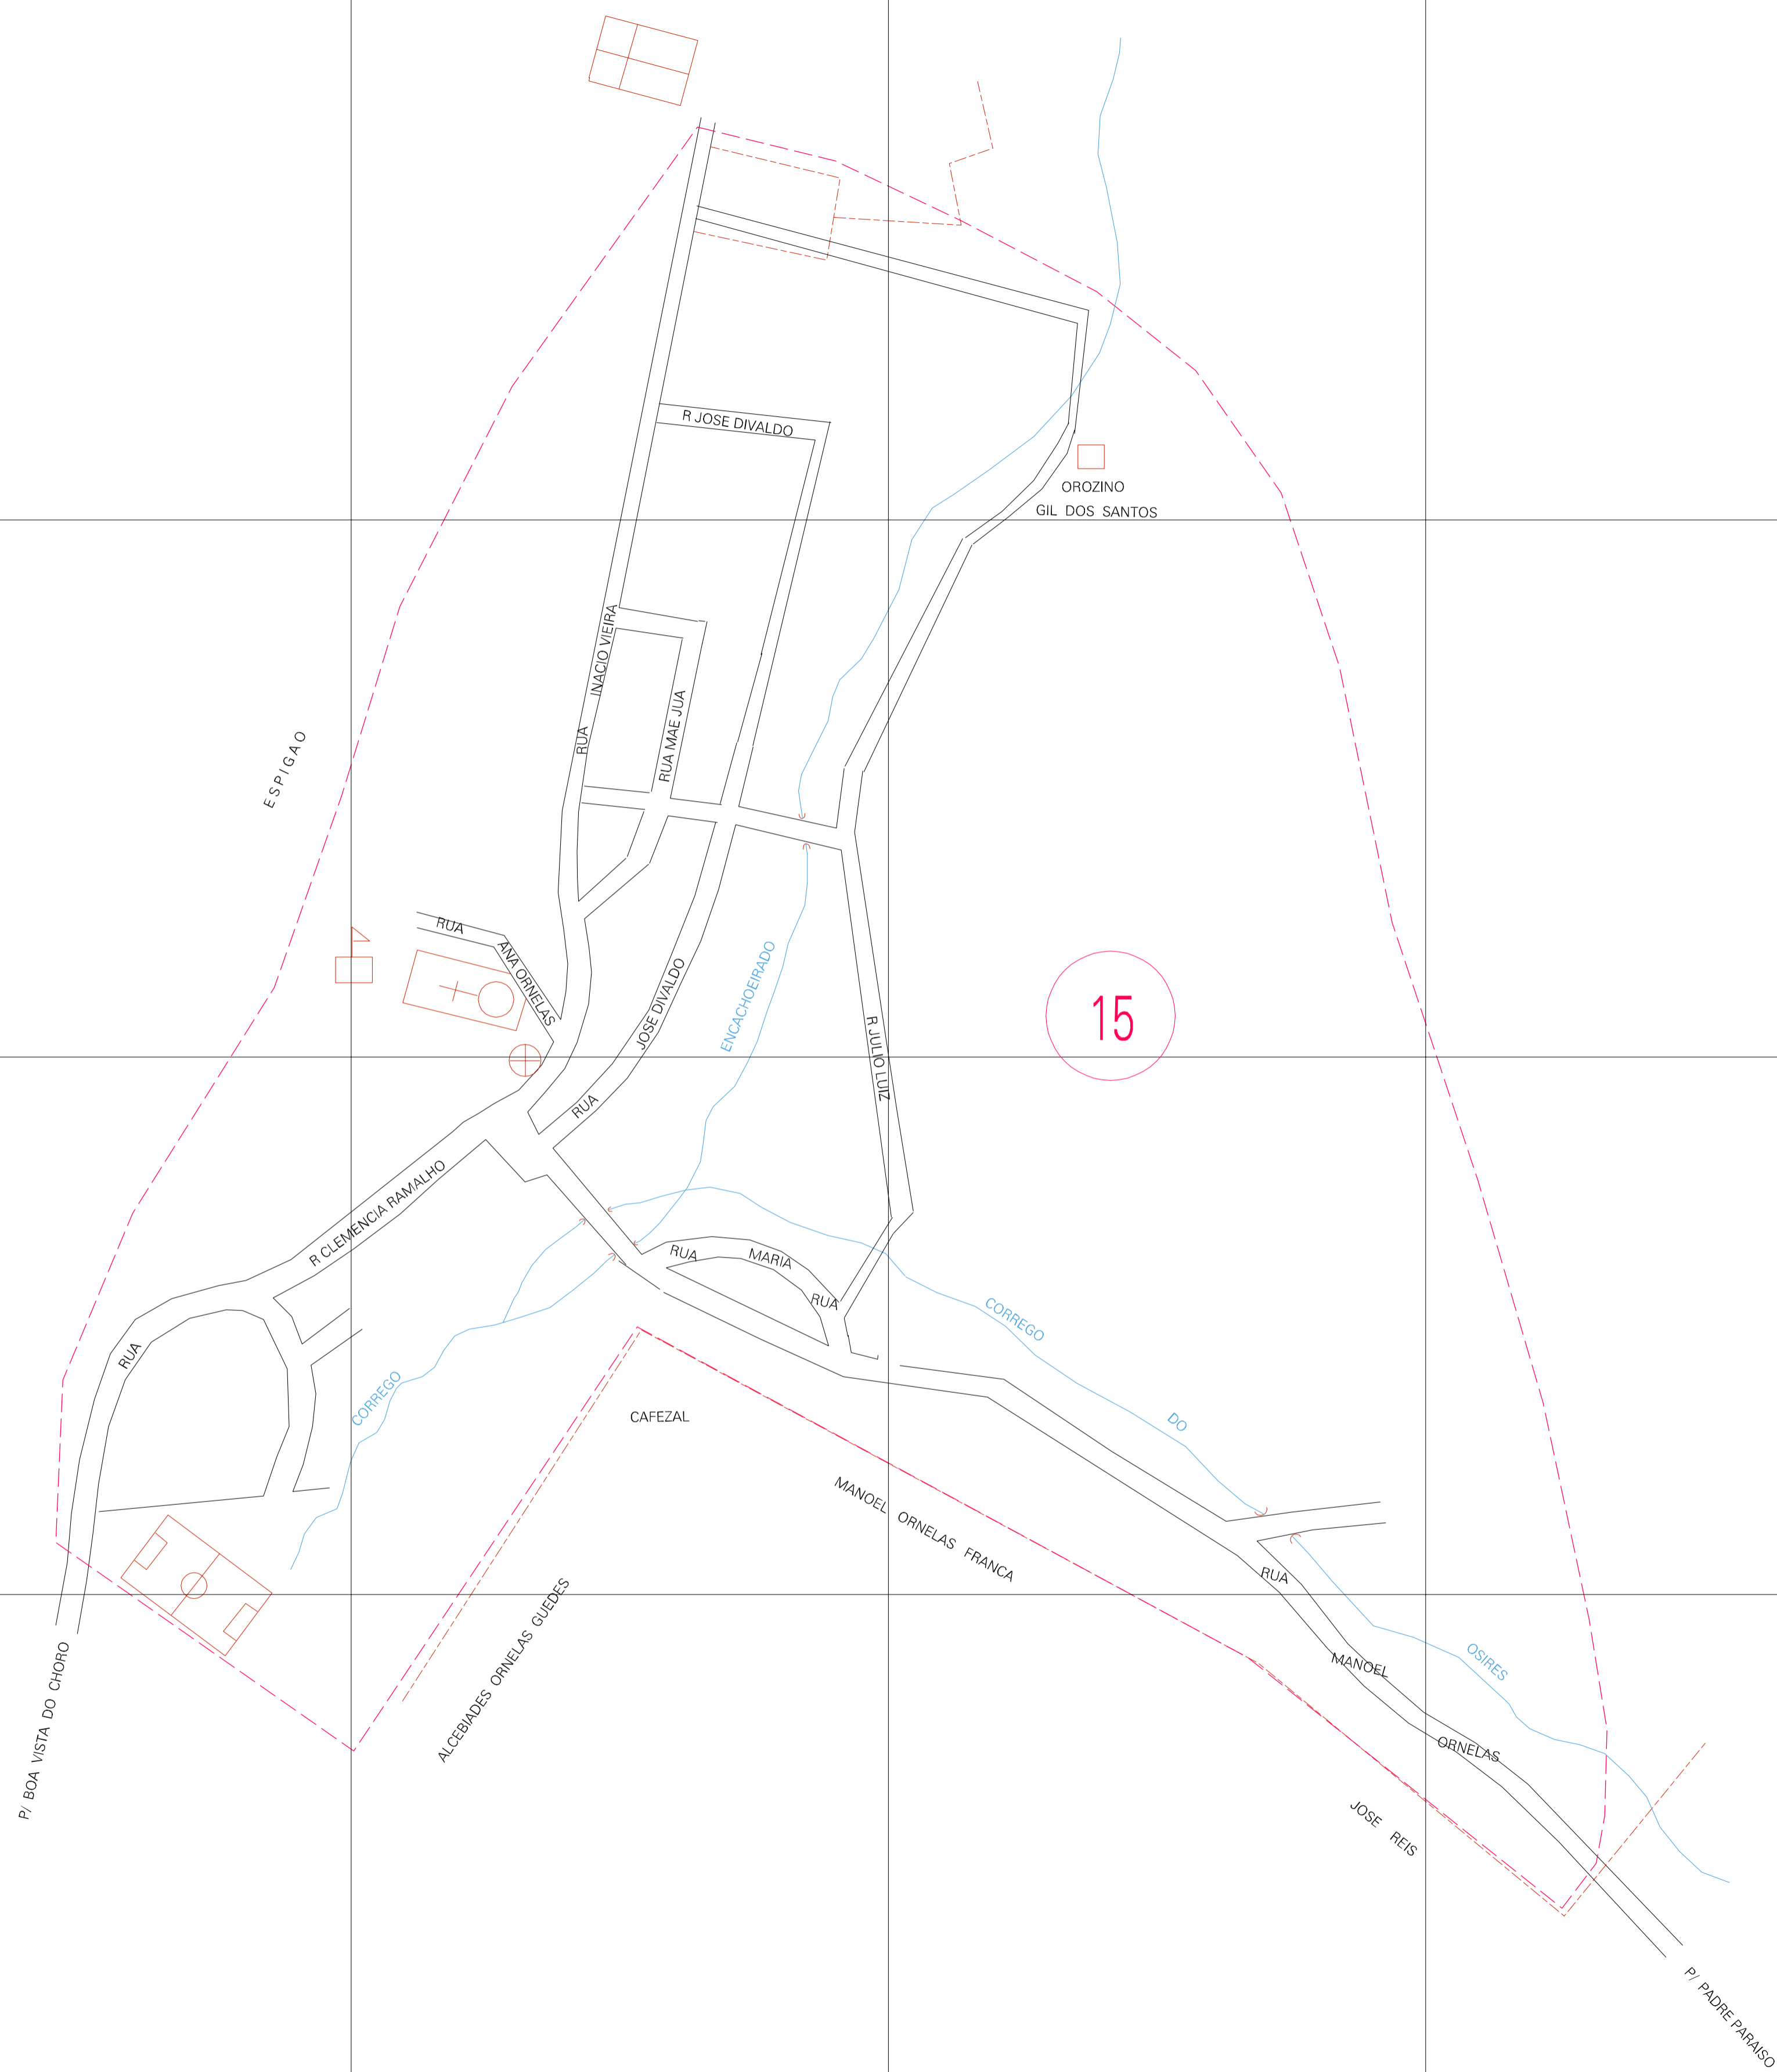 R JOSE DIVALDO
OROZINO
GIL DOS SANTOS
RUA INACIO VIEIRA
RUA MAE JUA
ESPIGAO
RUA ANA ORNELAS
RUA JOSE DIVALDO
ENCACHOEIRADO
R JULIO LUIZ
15
R CLEMENCIA RAMALHO
RUA MARIA
RUA
RUA
CORREGO
CORREGO DO OSIRES
CAFEZAL
MANOEL ORNELAS FRANCA
ALCEBIADES ORNELAS GUEDES
RUA MANOEL ORNELAS
P/ BOA VISTA DO CHORO
JOSE REIS
P/ PADRE PARAISO